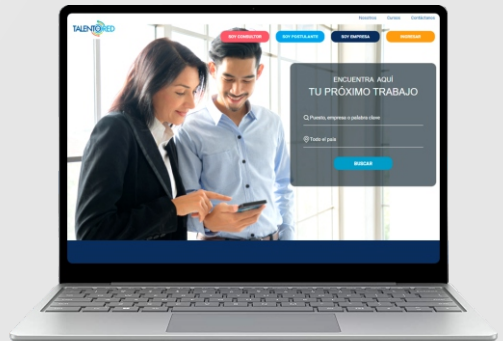 Nosotros Cursos Contáctanos
TALENTORED
SOY CONSULTOR SOY POSTULANTE SOY EMPRESA INGRESAR
ENCUENTRA AQUÍ
TU PRÓXIMO TRABAJO
Puesto, empresa o palabra clave
Todo el país
BUSCAR